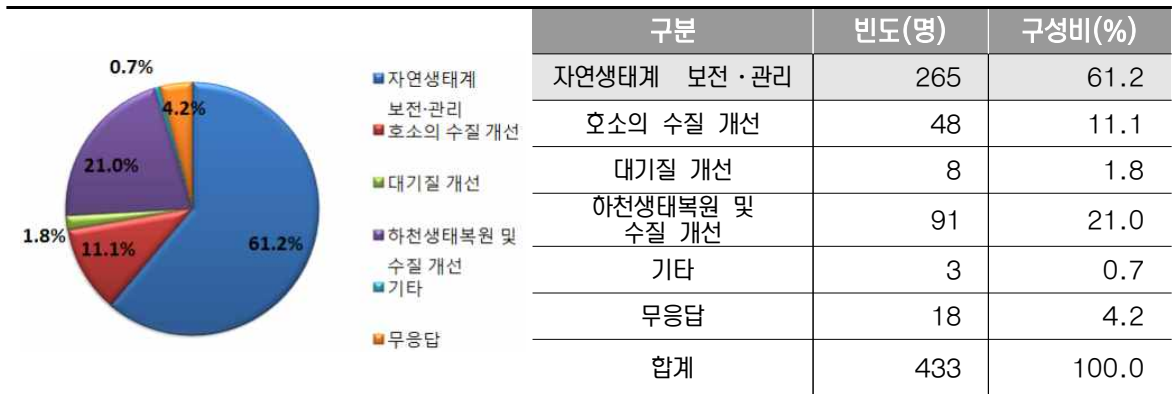 0.7%
4.2%
21.0%
1.8%
11.1%
61.2%
자연생태계
보전·관리
호소의 수질 개선
대기질 개선
하천생태복원 및
수질 개선
기타
무응답
구분 빈도(명) 구성비(%)
자연생태계 보전·관리 265 61.2
호소의 수질 개선 48 11.1
대기질 개선 8 1.8
하천생태복원 및
수질 개선 91 21.0
기타 3 0.7
무응답 18 4.2
합계 433 100.0